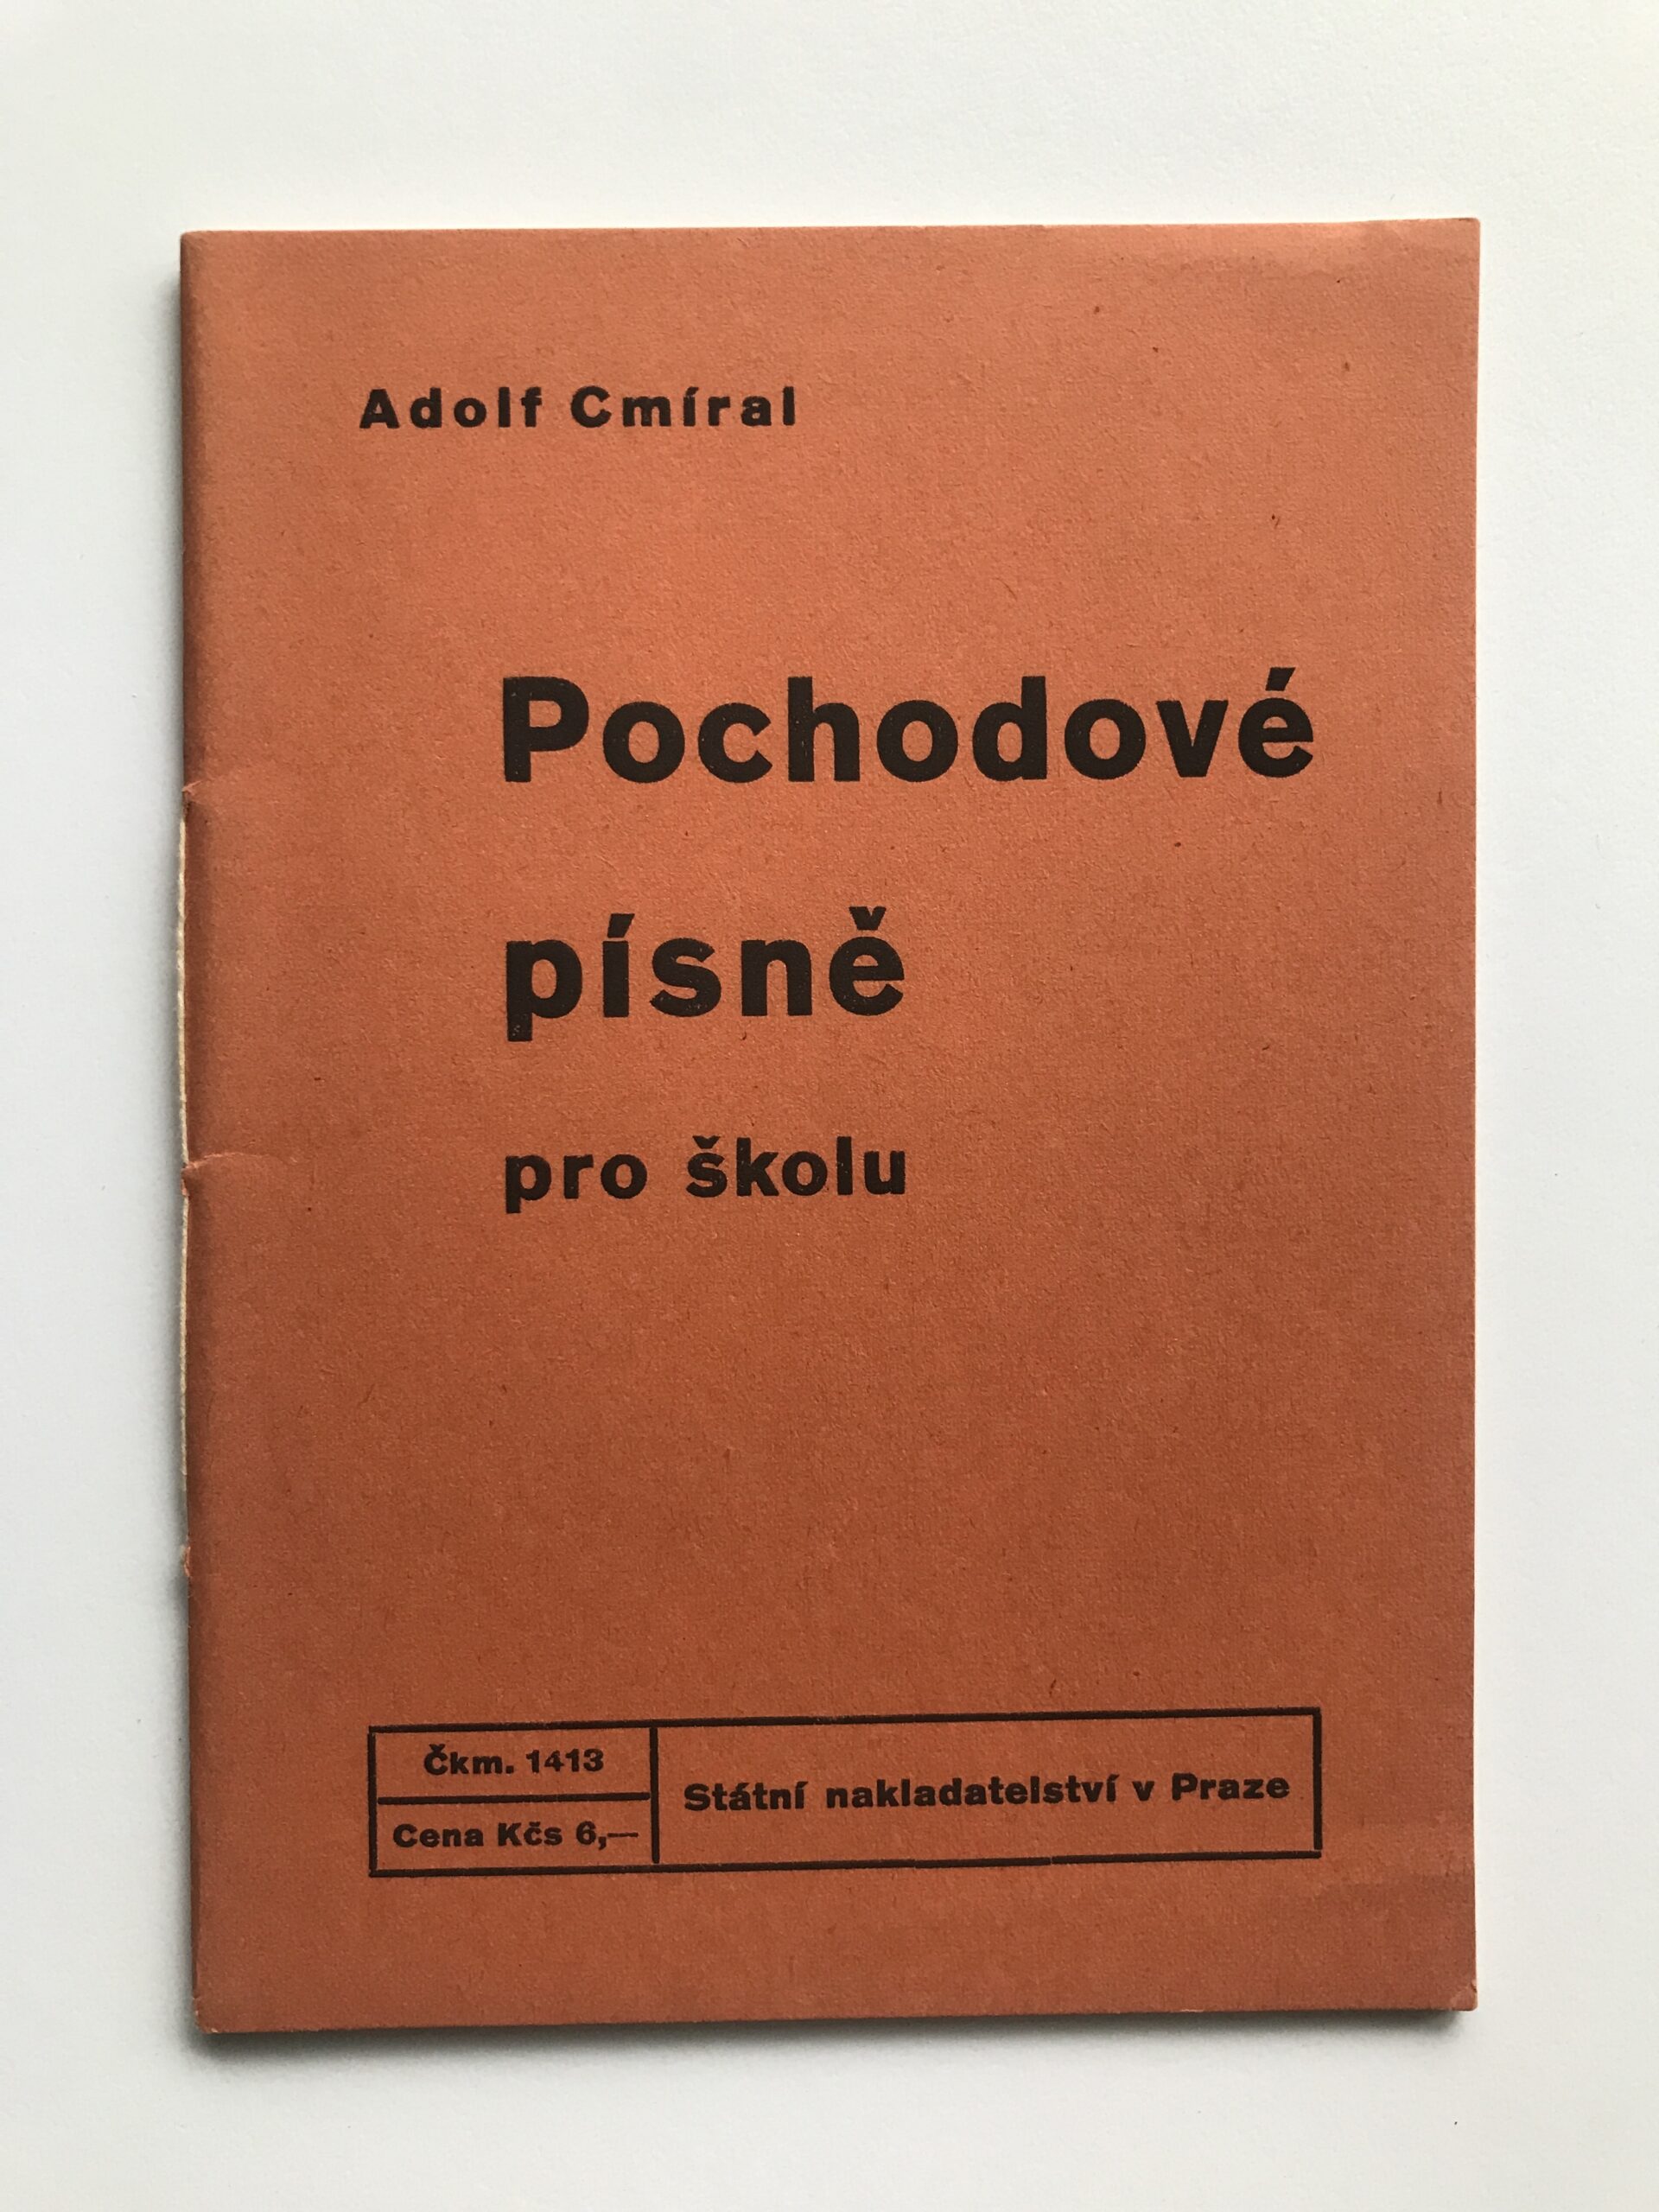 Adolf Cmíral
Pochodové
písně
pro školu
Čkm. 1413
Cena Kčs 6,—
Státní nakladatelství v Praze